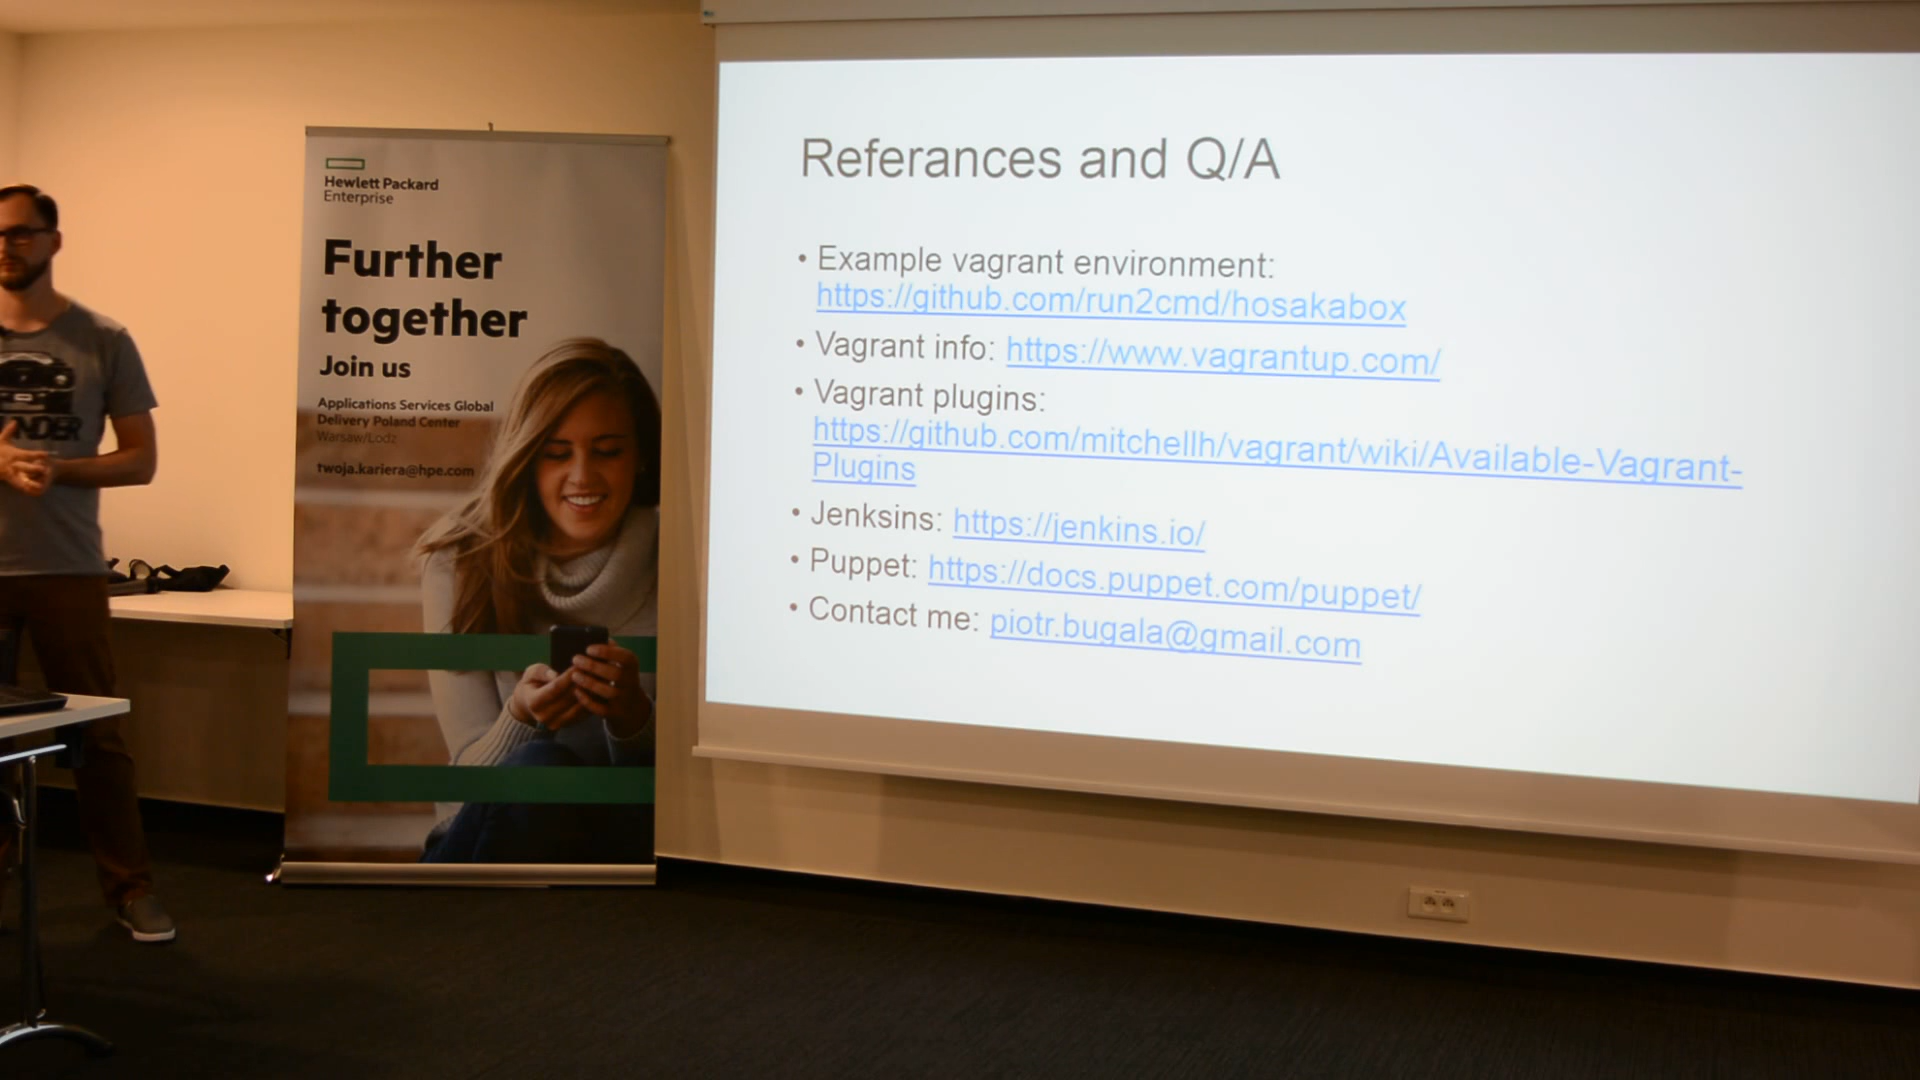 Hewlett Packard
Enterprise
Further
together
Join us
Applications Services Global
Delivery Poland Center
Warsaw/Lodz
twoja.kariera@hpe.com
NDER
Referances and Q/A
• Example vagrant environment:
https://github.com/run2cmd/hosakabox
• Vagrant info: https://www.vagrantup.com/
• Vagrant plugins:
https://github.com/mitchellh/vagrant/wiki/Available-Vagrant-
Plugins
• Jenksins: https://jenkins.io/
• Puppet: https://docs.puppet.com/puppet/
• Contact me: piotr.bugala@gmail.com